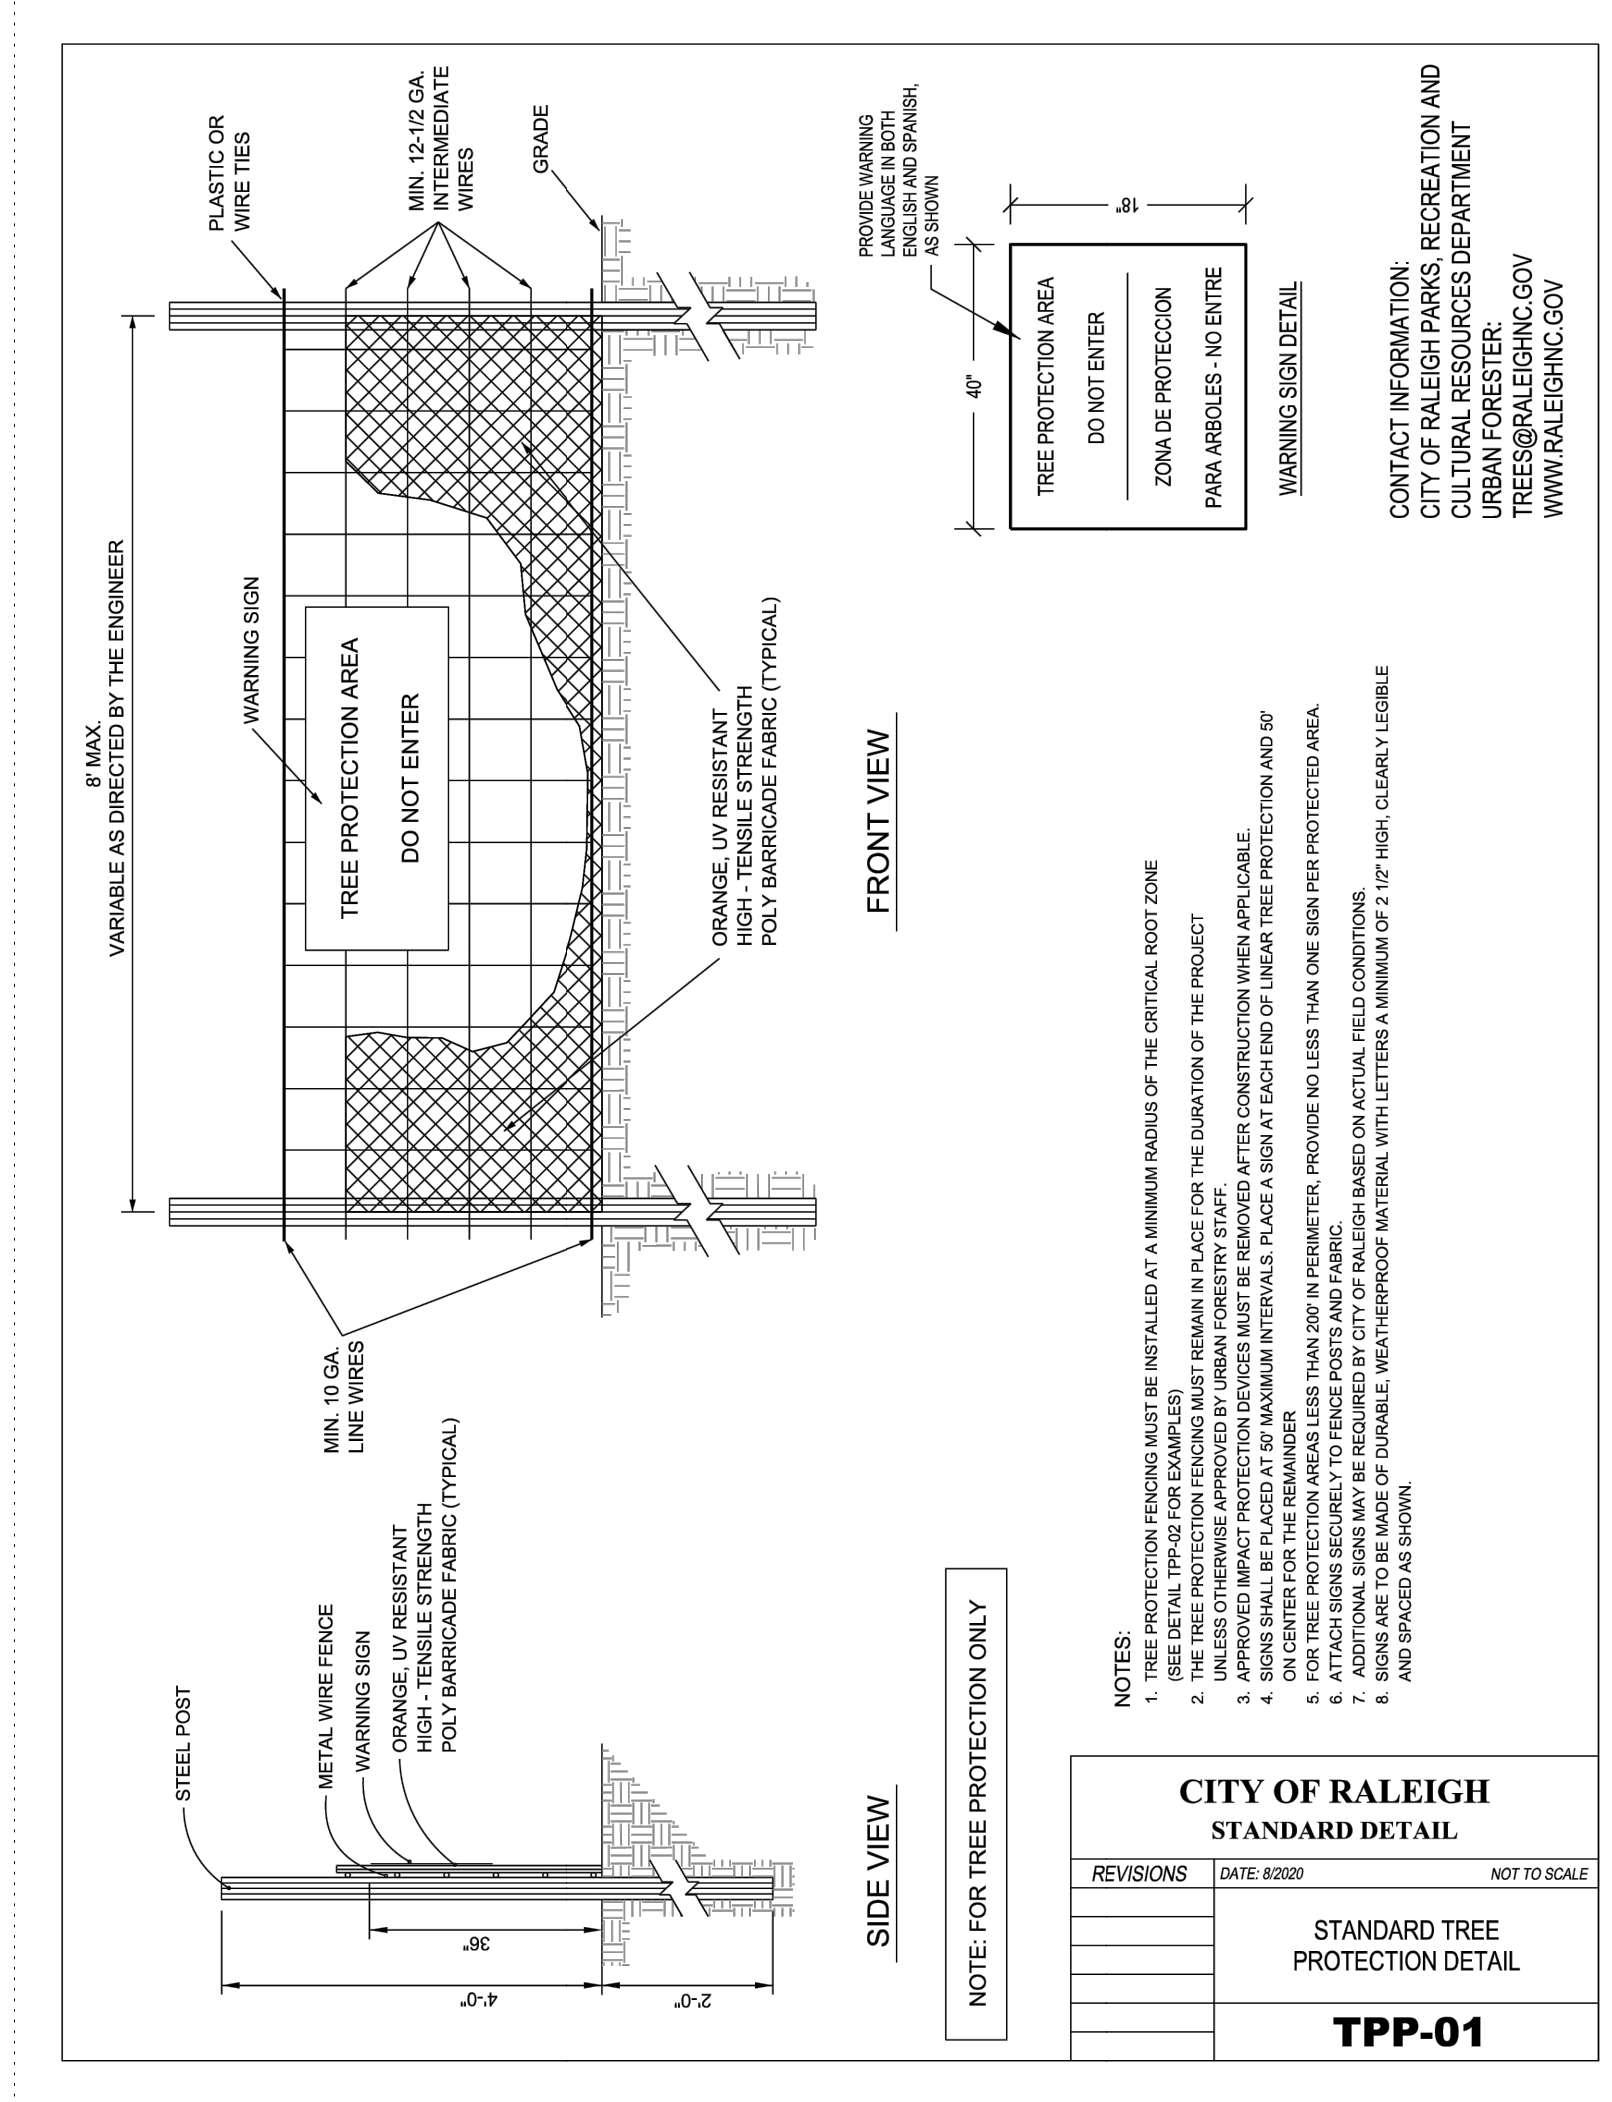 8' MAX.
VARIABLE AS DIRECTED BY THE ENGINEER
PLASTIC OR
WIRE TIES
MIN. 12-1/2 GA.
INTERMEDIATE
WIRES
GRADE
WARNING SIGN
TREE PROTECTION AREA
DO NOT ENTER
MIN. 10 GA.
LINE WIRES
ORANGE, UV RESISTANT
HIGH - TENSILE STRENGTH
POLY BARRICADE FABRIC (TYPICAL)
FRONT VIEW
STEEL POST
METAL WIRE FENCE
WARNING SIGN
ORANGE, UV RESISTANT
HIGH - TENSILE STRENGTH
POLY BARRICADE FABRIC (TYPICAL)
36"
4'-0"
2'-0"
SIDE VIEW
NOTE: FOR TREE PROTECTION ONLY
PROVIDE WARNING
LANGUAGE IN BOTH
ENGLISH AND SPANISH,
AS SHOWN
40"
18"
TREE PROTECTION AREA
DO NOT ENTER
ZONA DE PROTECCION
PARA ARBOLES - NO ENTRE
WARNING SIGN DETAIL
NOTES:
1. TREE PROTECTION FENCING MUST BE INSTALLED AT A MINIMUM RADIUS OF THE CRITICAL ROOT ZONE
(SEE DETAIL TPP-02 FOR EXAMPLES)
2. THE TREE PROTECTION FENCING MUST REMAIN IN PLACE FOR THE DURATION OF THE PROJECT
UNLESS OTHERWISE APPROVED BY URBAN FORESTRY STAFF.
3. APPROVED IMPACT PROTECTION DEVICES MUST BE REMOVED AFTER CONSTRUCTION WHEN APPLICABLE.
4. SIGNS SHALL BE PLACED AT 50' MAXIMUM INTERVALS. PLACE A SIGN AT EACH END OF LINEAR TREE PROTECTION AND 50'
ON CENTER FOR THE REMAINDER
5. FOR TREE PROTECTION AREAS LESS THAN 200' IN PERIMETER, PROVIDE NO LESS THAN ONE SIGN PER PROTECTED AREA.
6. ATTACH SIGNS SECURELY TO FENCE POSTS AND FABRIC.
7. ADDITIONAL SIGNS MAY BE REQUIRED BY CITY OF RALEIGH BASED ON ACTUAL FIELD CONDITIONS.
8. SIGNS ARE TO BE MADE OF DURABLE, WEATHERPROOF MATERIAL WITH LETTERS A MINIMUM OF 2 1/2" HIGH, CLEARLY LEGIBLE
AND SPACED AS SHOWN.
CONTACT INFORMATION:
CITY OF RALEIGH PARKS, RECREATION AND
CULTURAL RESOURCES DEPARTMENT
URBAN FORESTER:
TREES@RALEIGHNC.GOV
WWW.RALEIGHNC.GOV
CITY OF RALEIGH
STANDARD DETAIL
REVISIONS
DATE: 8/2020
NOT TO SCALE
STANDARD TREE
PROTECTION DETAIL
TPP-01